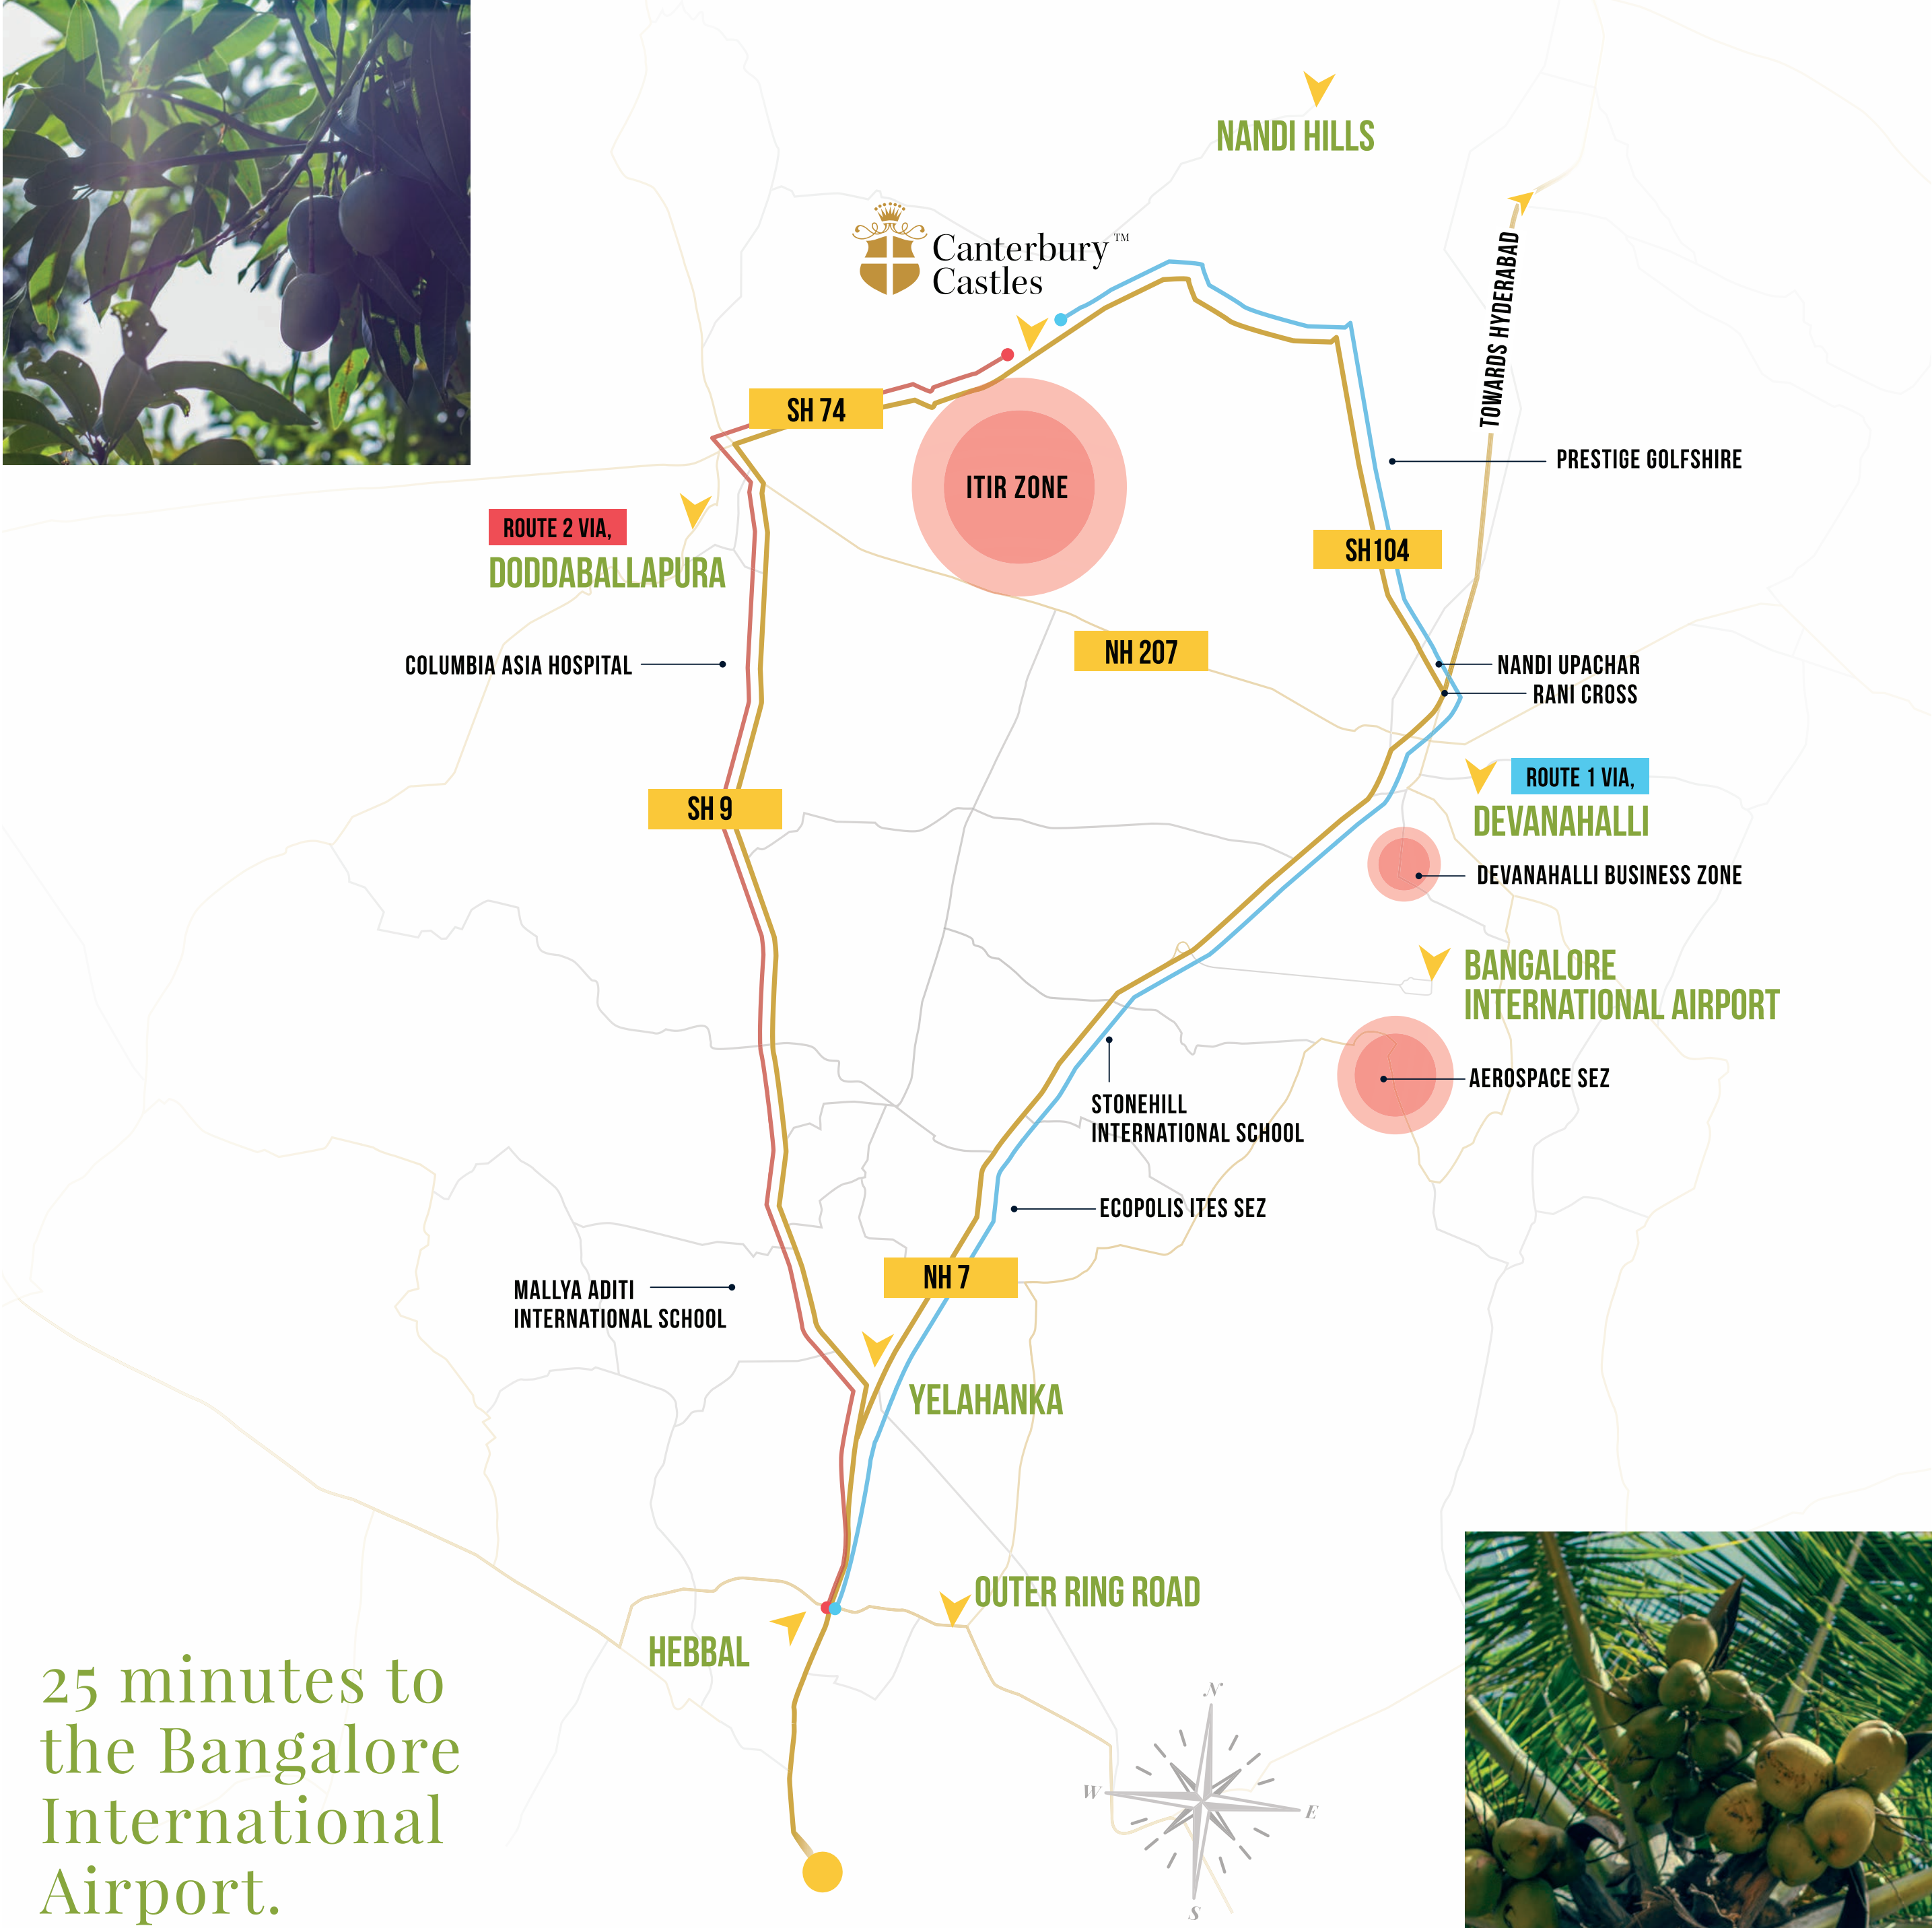 NANDI HILLS
Canterbury™
Castles
TOWARDS HYDERABAD
SH 74
PRESTIGE GOLFSHIRE
ITIR ZONE
ROUTE 2 VIA,
DODDABALLAPURA
SH104
NH 207
COLUMBIA ASIA HOSPITAL
NANDI UPACHAR
RANI CROSS
ROUTE 1 VIA,
DEVANAHALLI
SH 9
DEVANAHALLI BUSINESS ZONE
BANGALORE
INTERNATIONAL AIRPORT
AEROSPACE SEZ
STONEHILL
INTERNATIONAL SCHOOL
ECOPOLIS ITES SEZ
NH 7
MALLYA ADITI
INTERNATIONAL SCHOOL
YELAHANKA
OUTER RING ROAD
HEBBAL
25 minutes to
the Bangalore
International
Airport.
N
W
E
S